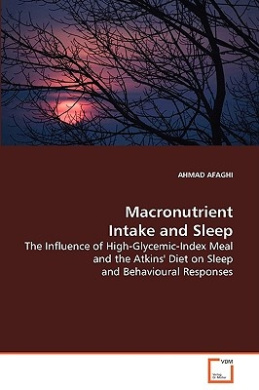 AHMAD AFAGHI
Macronutrient
Intake and Sleep
The Influence of High-Glycemic-Index Meal
and the Atkins' Diet on Sleep
and Behavioural Responses
VDM